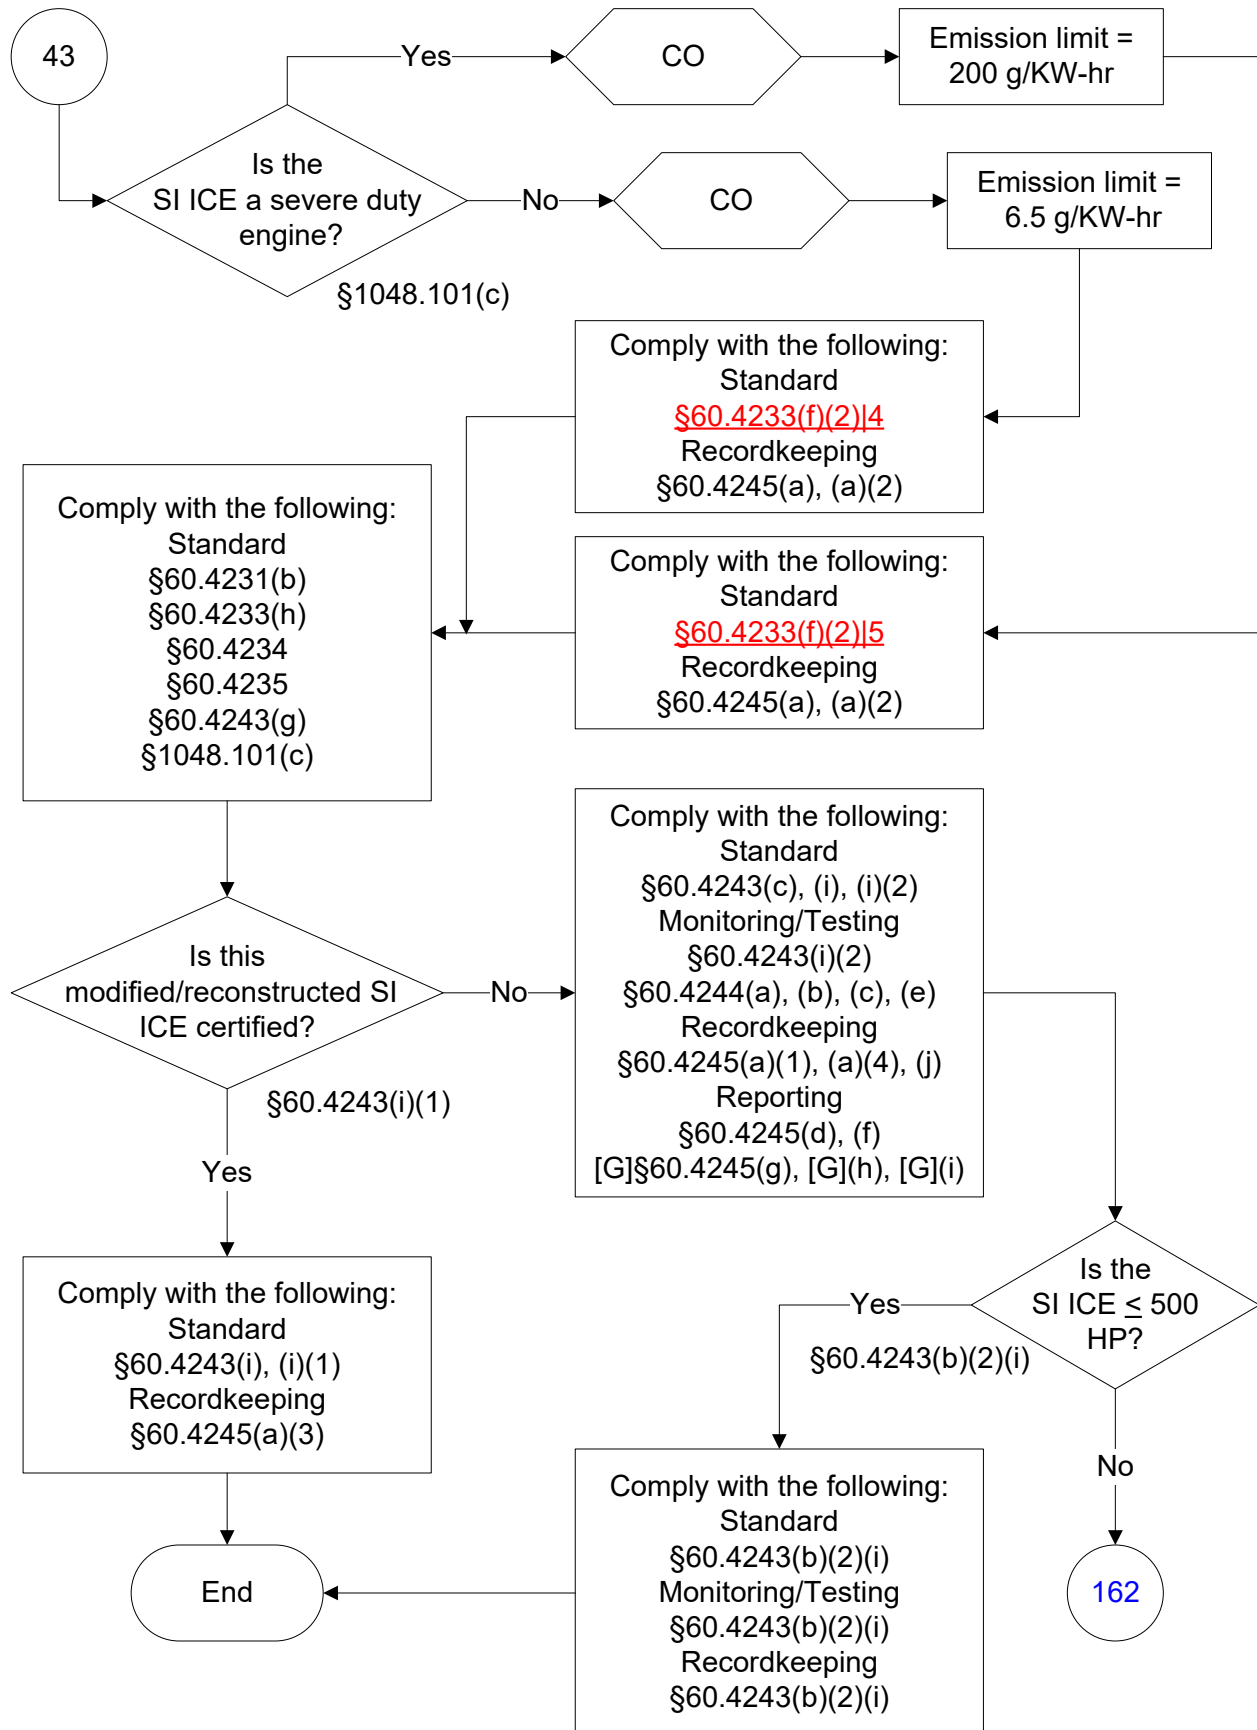 43
Yes
CO
Emission limit =
200 g/KW-hr
Is the
SI ICE a severe duty
engine?
No
CO
Emission limit =
6.5 g/KW-hr
§1048.101(c)
Comply with the following:
Standard
§60.4233(f)(2)|4
Recordkeeping
§60.4245(a), (a)(2)
Comply with the following:
Standard
§60.4233(f)(2)|5
Recordkeeping
§60.4245(a), (a)(2)
Comply with the following:
Standard
§60.4231(b)
§60.4233(h)
§60.4234
§60.4235
§60.4243(g)
§1048.101(c)
Is this
modified/reconstructed SI
ICE certified?
No
§60.4243(i)(1)
Yes
Comply with the following:
Standard
§60.4243(c), (i), (i)(2)
Monitoring/Testing
§60.4243(i)(2)
§60.4244(a), (b), (c), (e)
Recordkeeping
§60.4245(a)(1), (a)(4), (j)
Reporting
§60.4245(d), (f)
[G]§60.4245(g), [G](h), [G](i)
Comply with the following:
Standard
§60.4243(i), (i)(1)
Recordkeeping
§60.4245(a)(3)
Is the
SI ICE ≤ 500
HP?
Yes
§60.4243(b)(2)(i)
No
Comply with the following:
Standard
§60.4243(b)(2)(i)
Monitoring/Testing
§60.4243(b)(2)(i)
Recordkeeping
§60.4243(b)(2)(i)
End
162